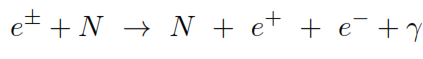 e± + N → N + e+ + e− + γ